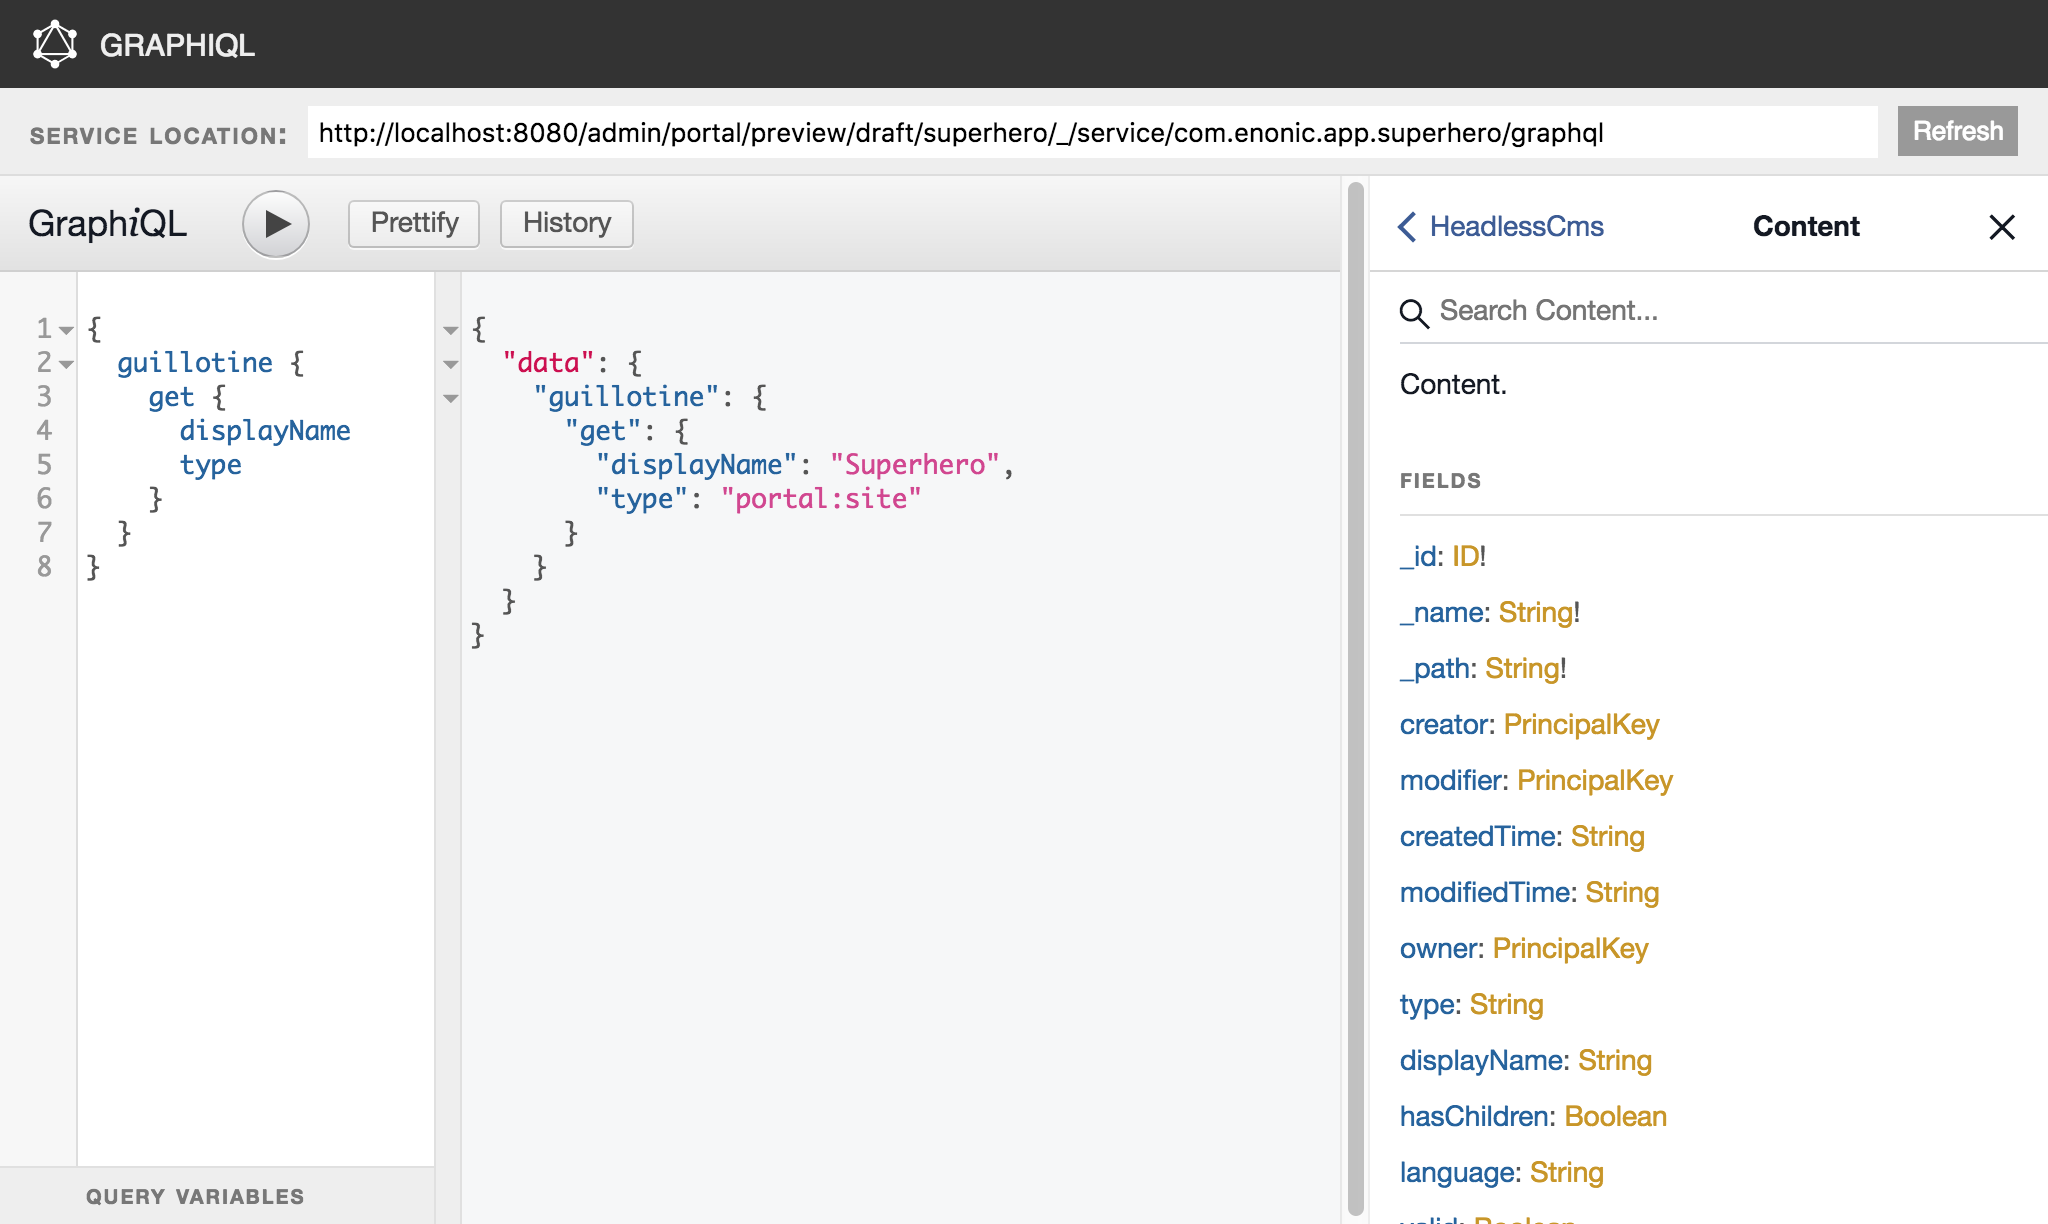 GRAPHIQL
SERVICE LOCATION: http://localhost:8080/admin/portal/preview/draft/superhero/_/service/com.enonic.app.superhero/graphql Refresh
GraphiQL Prettify History
1 {
2 guillotine {
3 get {
4 displayName
5 type
6 }
7 }
8 }
QUERY VARIABLES
{
"data": {
"guillotine": {
"get": {
"displayName": "Superhero",
"type": "portal:site"
}
}
}
}
HeadlessCms Content
Search Content...
Content.
FIELDS
_id: ID!
_name: String!
_path: String!
creator: PrincipalKey
modifier: PrincipalKey
createdTime: String
modifiedTime: String
owner: PrincipalKey
type: String
displayName: String
hasChildren: Boolean
language: String
valid: Boolean